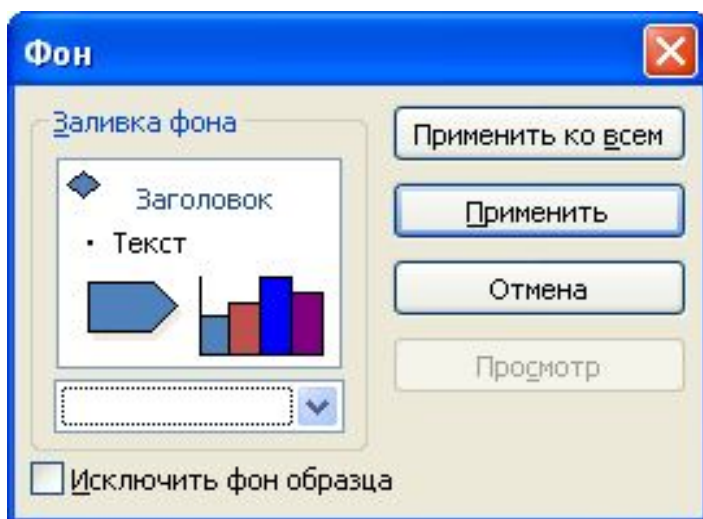 Фон
Заливка фона
Заголовок
· Текст
Применить ко всем
Применить
Отмена
Просмотр
Исключить фон образца